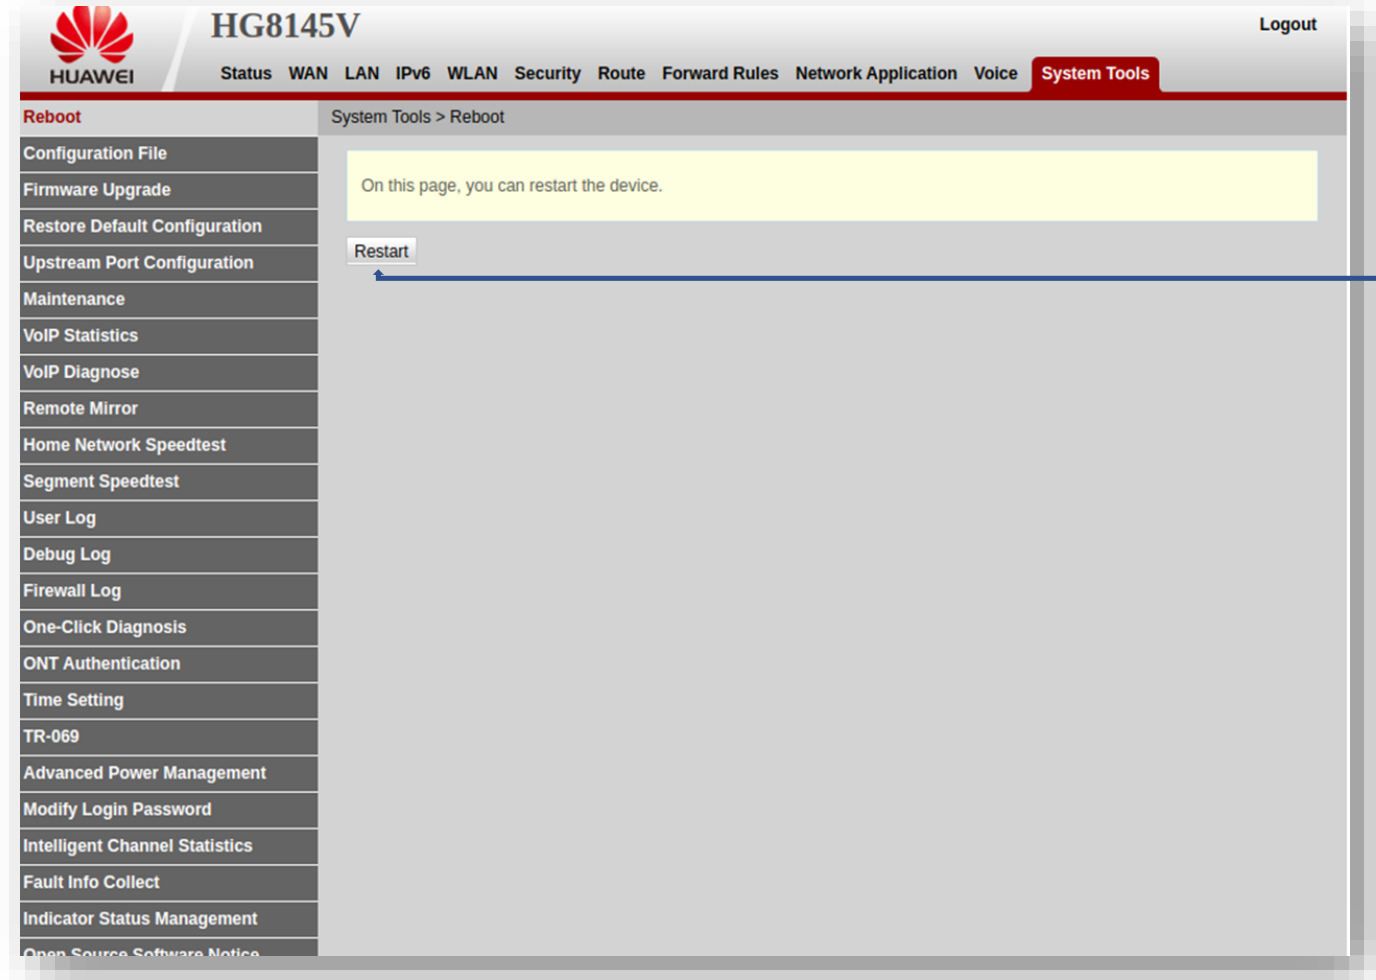 HG8145V
Logout
HUAWEI
Status WAN LAN IPv6 WLAN Security Route Forward Rules Network Application Voice System Tools
Reboot
System Tools > Reboot
Configuration File
On this page, you can restart the device.
Firmware Upgrade
Restore Default Configuration
Restart
Upstream Port Configuration
Maintenance
VoIP Statistics
VoIP Diagnose
Remote Mirror
Home Network Speedtest
Segment Speedtest
User Log
Debug Log
Firewall Log
One-Click Diagnosis
ONT Authentication
Time Setting
TR-069
Advanced Power Management
Modify Login Password
Intelligent Channel Statistics
Fault Info Collect
Indicator Status Management
Open Source Software Notice